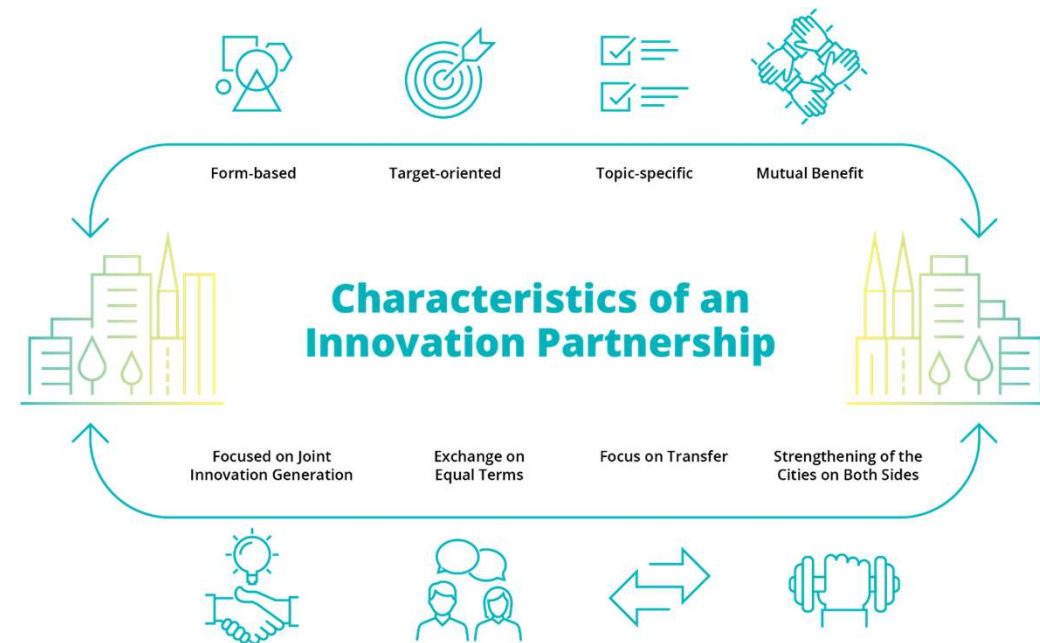 Form-based
Target-oriented
Topic-specific
Mutual Benefit
Characteristics of an
Innovation Partnership
Focused on Joint
Innovation Generation
Exchange on
Equal Terms
Focus on Transfer
Strengthening of the
Cities on Both Sides